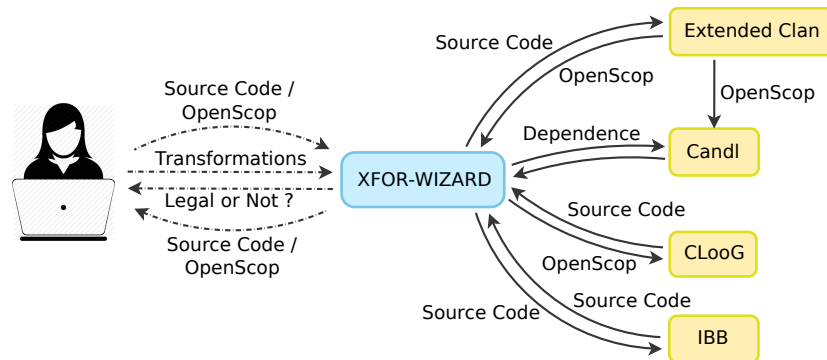 Extended Clan
Source Code
OpenScop
Source Code /
OpenScop
OpenScop
Dependence
Candl
Transformations
XFOR-WIZARD
Legal or Not ?
Source Code
Source Code /
OpenScop
CLooG
OpenScop
Source Code
Source Code
IBB